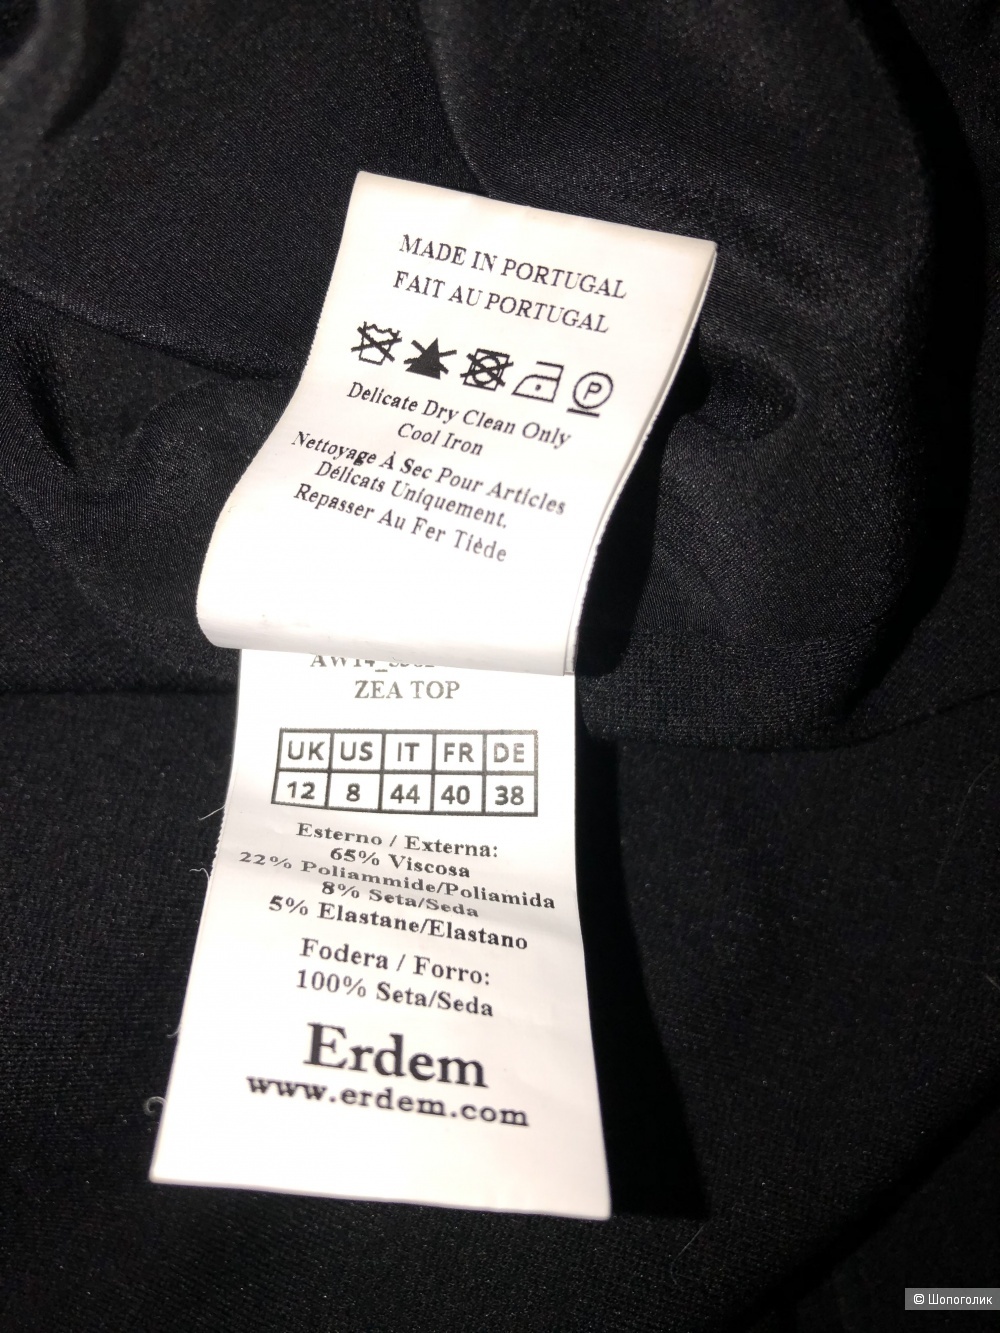 MADE IN PORTUGAL
FAIT AU PORTUGAL
P
Delicate Dry Clean Only
Cool Iron
Nettoyage À Sec Pour Articles
Délicats Uniquement.
Repasser Au Fer Tiède
ZEA TOP
UK US IT FR DE
12 8 44 40 38
Esterno / Externa:
65% Viscosa
22% Poliammide/Poliamida
8% Seta/Seda
5% Elastane/Elastano
Fodera / Forro:
100% Seta/Seda
Erdem
www.erdem.com
© Шопоголик